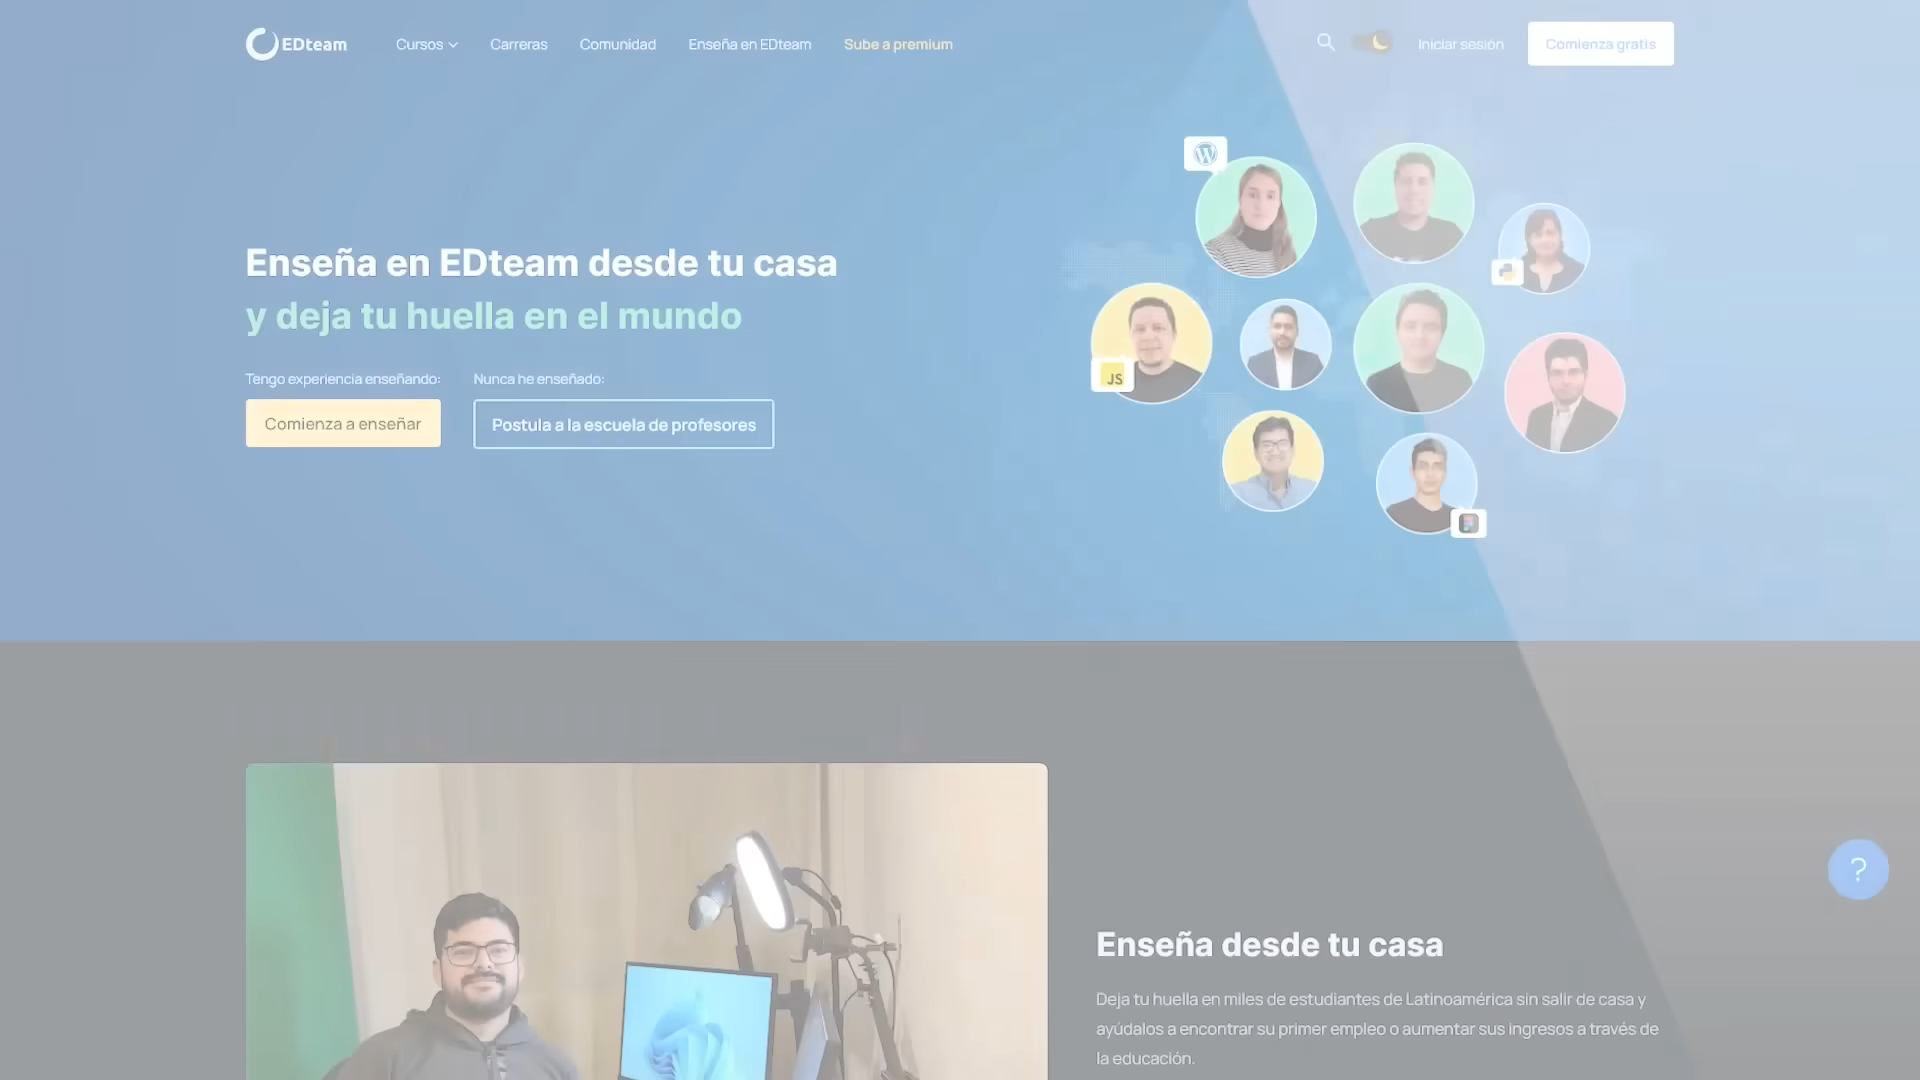 EDteam
Cursos
Carreras
Comunidad
Enseña en EDteam
Sube a premium
Iniciar sesión
Comienza gratis
Enseña en EDteam desde tu casa
y deja tu huella en el mundo
Tengo experiencia enseñando:
Nunca he enseñado:
Comienza a enseñar
Postula a la escuela de profesores
JS
Enseña desde tu casa
Deja tu huella en miles de estudiantes de Latinoamérica sin salir de casa y
ayúdalos a encontrar su primer empleo o aumentar sus ingresos a través de
la educación.
?